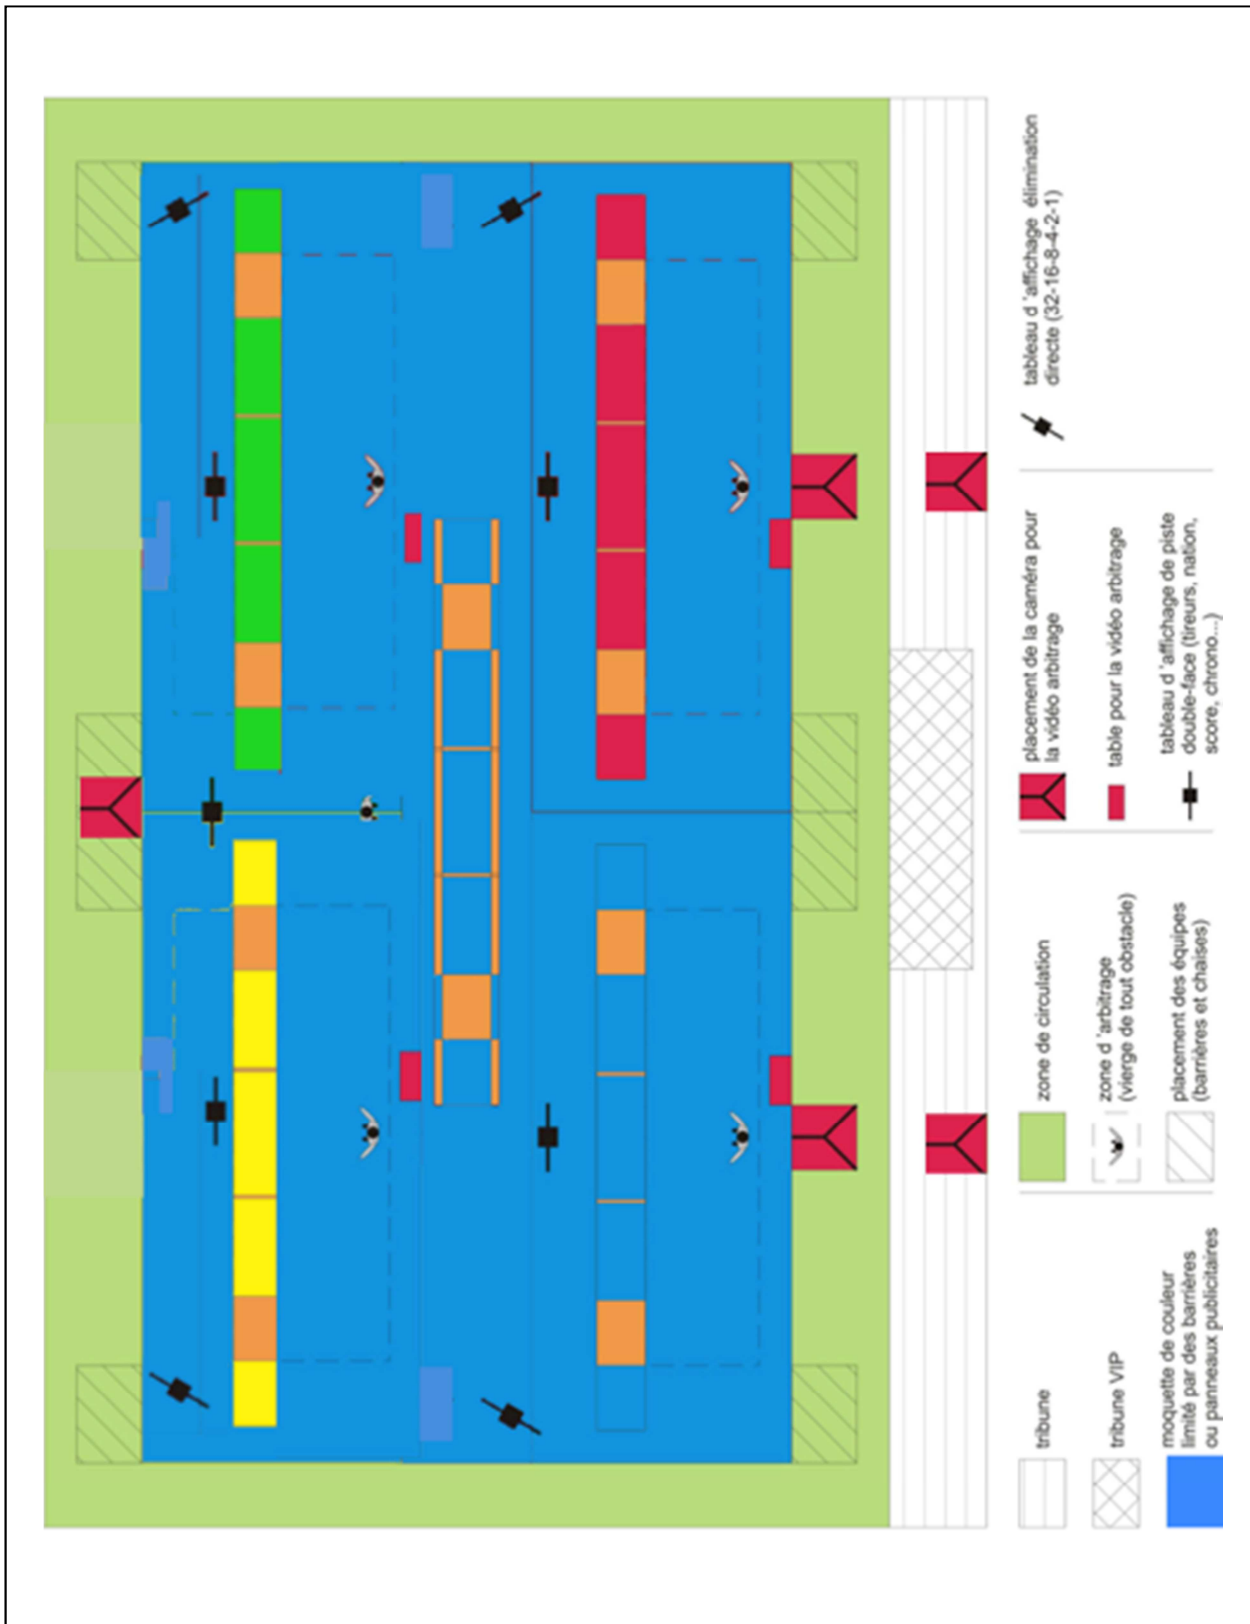 tribune
tribune VIP
moquette de couleur
limité par des barrières
ou panneaux publicitaires
zone de circulation
zone d 'arbitrage
(vierge de tout obstacle)
placement des équipes
(barrières et chaises)
placement de la caméra pour
la vidéo arbitrage
table pour la vidéo arbitrage
tableau d 'affichage de piste
double-face (tireurs, nation,
score, chrono...)
tableau d 'affichage élimination
directe (32-16-8-4-2-1)